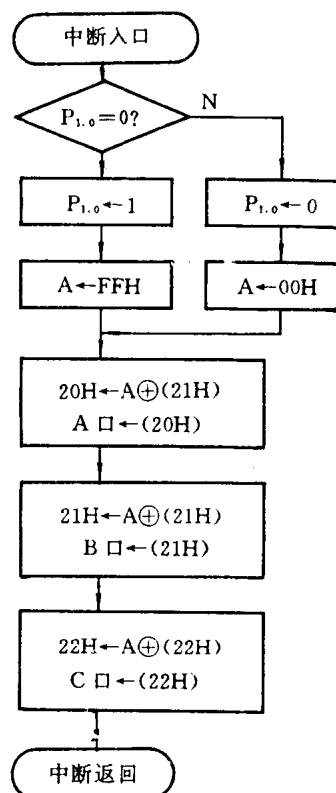 中断入口
P₁.₀=0?
N
P₁.₀←1
P₁.₀←0
A←FFH
A←00H
20H←A⊕(21H)
A 口←(20H)
21H←A⊕(21H)
B 口←(21H)
22H←A⊕(22H)
C 口←(22H)
中断返回